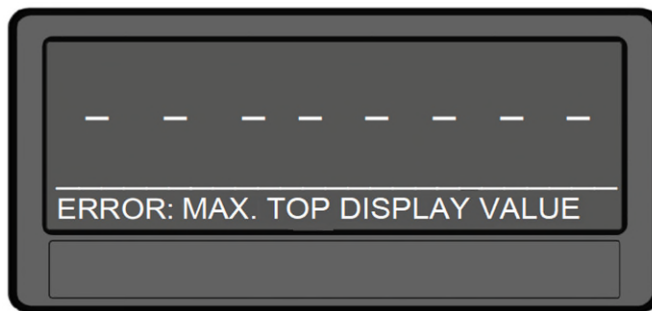 - - - - - - - -
ERROR: MAX. TOP DISPLAY VALUE